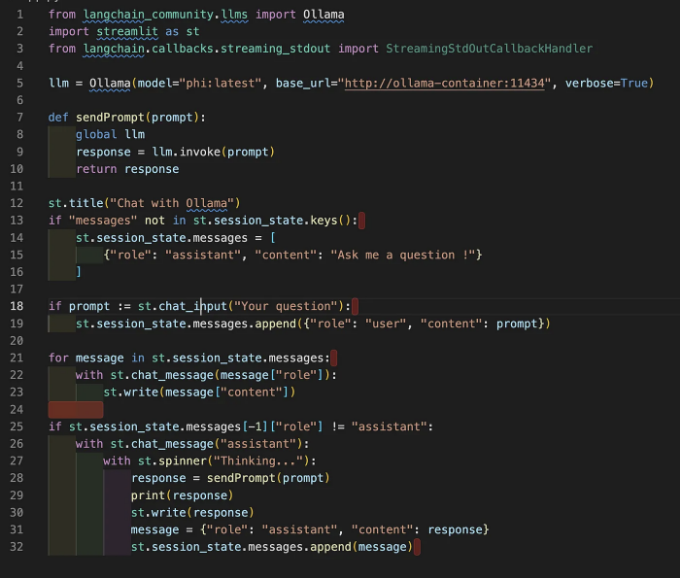 1 from langchain_community.llms import Ollama
2 import streamlit as st
3 from langchain.callbacks.streaming_stdout import StreamingStdOutCallbackHandler
4
5 llm = Ollama(model="phi:latest", base_url="http://ollama-container:11434", verbose=True)
6
7 def sendPrompt(prompt):
8     global llm
9     response = llm.invoke(prompt)
10     return response
11
12 st.title("Chat with Ollama")
13 if "messages" not in st.session_state.keys():
14     st.session_state.messages = [
15         {"role": "assistant", "content": "Ask me a question !"}
16     ]
17
18 if prompt := st.chat_input("Your question"):
19     st.session_state.messages.append({"role": "user", "content": prompt})
20
21 for message in st.session_state.messages:
22     with st.chat_message(message["role"]):
23         st.write(message["content"])
24
25 if st.session_state.messages[-1]["role"] != "assistant":
26     with st.chat_message("assistant"):
27         with st.spinner("Thinking..."):
28             response = sendPrompt(prompt)
29             print(response)
30             st.write(response)
31             message = {"role": "assistant", "content": response}
32             st.session_state.messages.append(message)